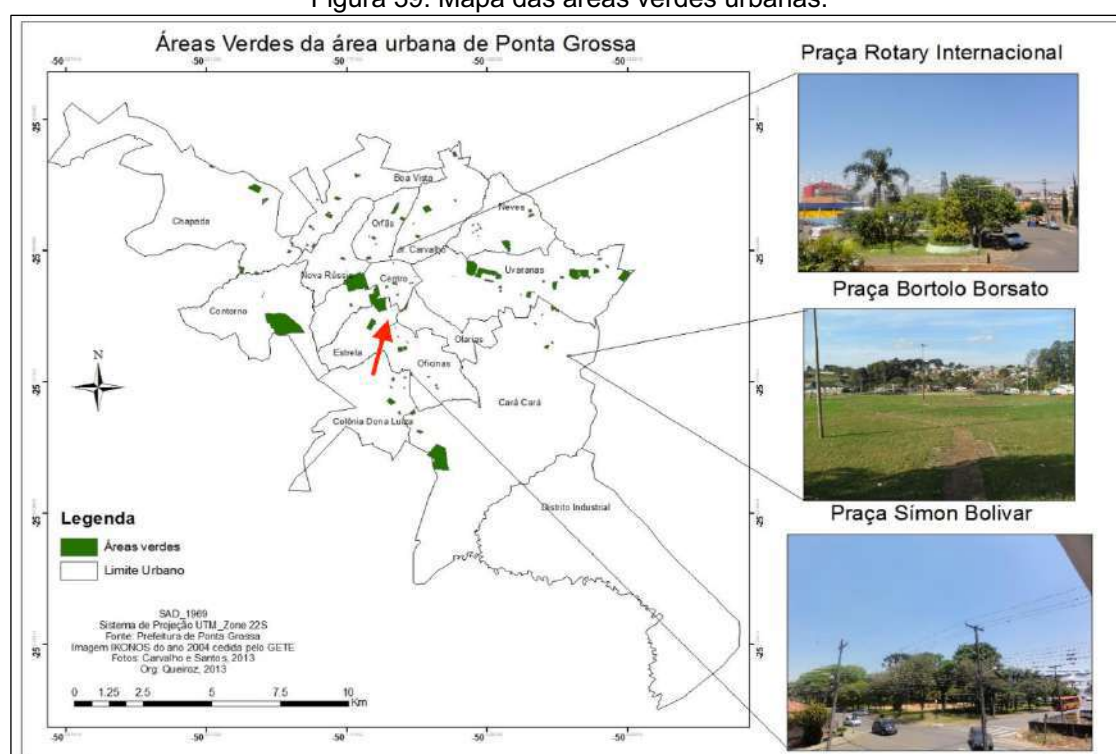 Figura 39: Mapa das áreas verdes urbanas.
Áreas Verdes da área urbana de Ponta Grossa
Praça Rotary Internacional
Boa Vista
Neves
Chapada
Orfãs
Jr. Carvalho
Nova Rússia
Centro
Uvaranas
Contorno
Praça Bortolo Borsato
Olarias
Estrela
Oficinas
N
Cará Cará
Colônia Dona Luiza
Praça Símon Bolivar
Distrito Industrial
Legenda
Áreas verdes
Limite Urbano
SAD_1969
Sistema de Projeção UTM_Zone 22S
Fonte: Prefeitura de Ponta Grossa
Imagem IKONOS do ano 2004 cedida pelo GETE
Fotos: Carvalho e Santos, 2013
Org: Queiroz, 2013
0 1.25 2.5 5 7.5 10
Km